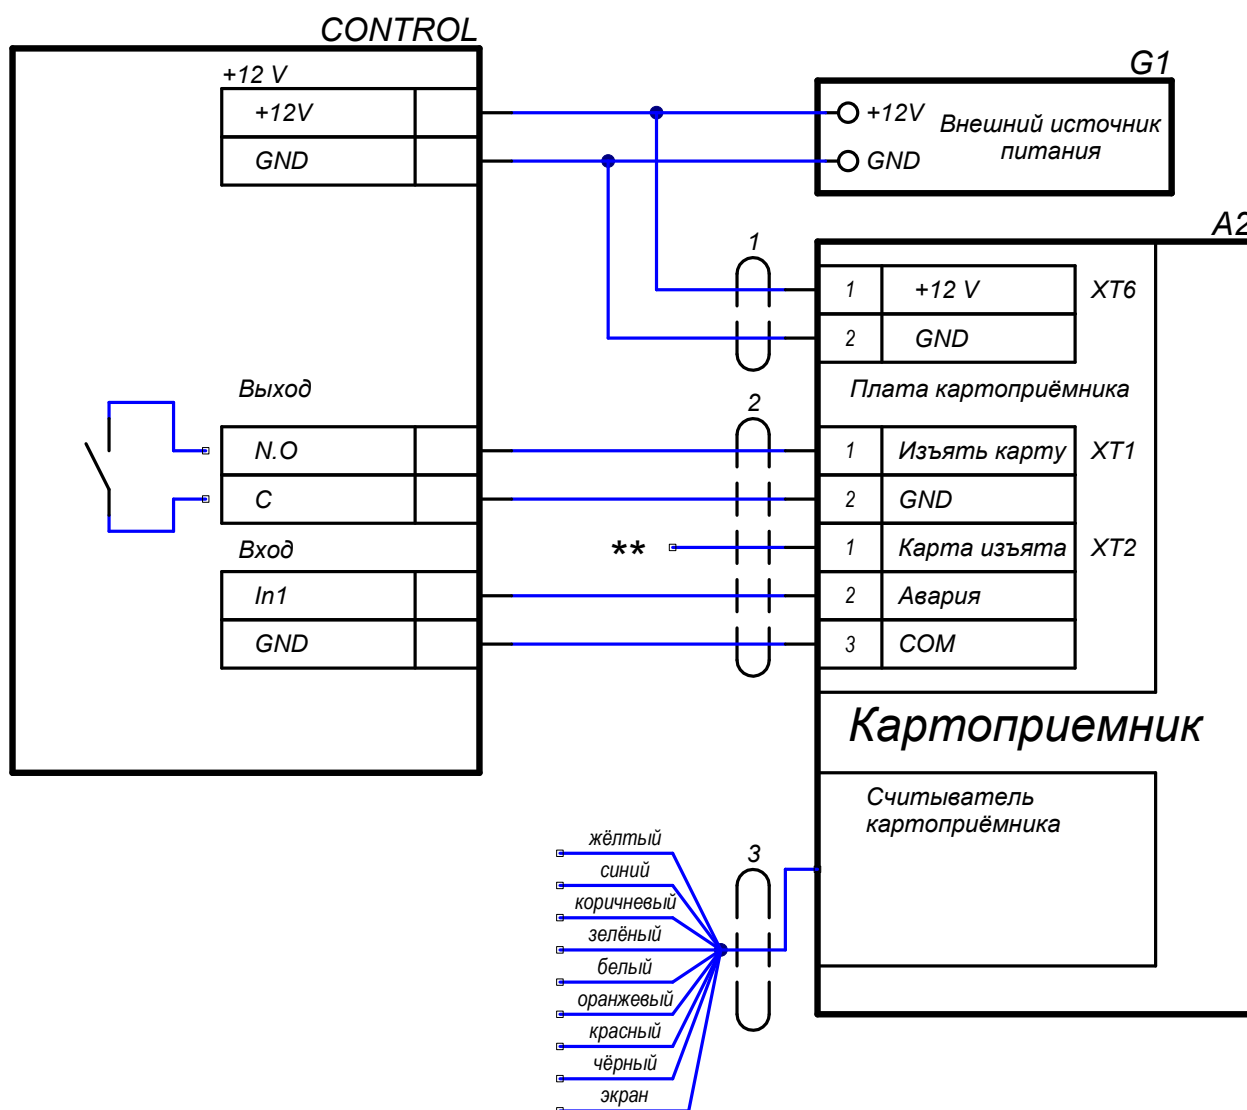 CONTROL
+12 V
+12V
GND
G1
+12V
Внешний источник
питания
GND
A2
1
1
+12 V
XT6
2
GND
Выход
Плата картоприёмника
2
N.O
1
Изъять карту
XT1
C
2
GND
Вход
**
1
Карта изъята
XT2
In1
2
Авария
GND
3
COM
Картоприемник
Считыватель
картоприёмника
3
жёлтый
синий
коричневый
зелёный
белый
оранжевый
красный
чёрный
экран